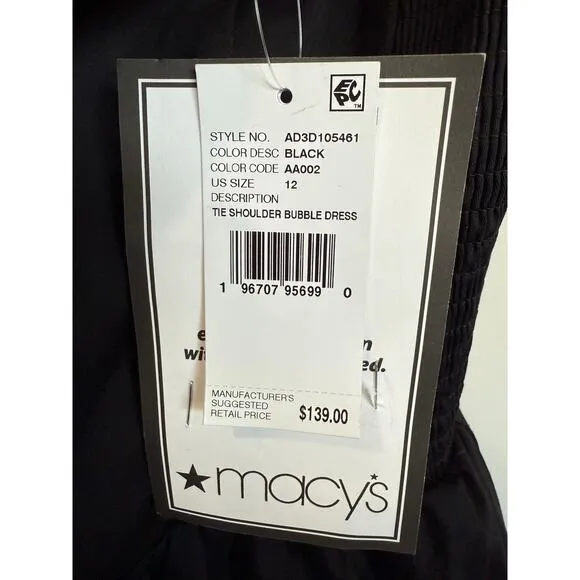 EPC™
STYLE NO. AD3D105461
COLOR DESC BLACK
COLOR CODE AA002
US SIZE 12
DESCRIPTION
TIE SHOULDER BUBBLE DRESS
1 96707 95699 0
MANUFACTURER'S
SUGGESTED
RETAIL PRICE $139.00
macy's